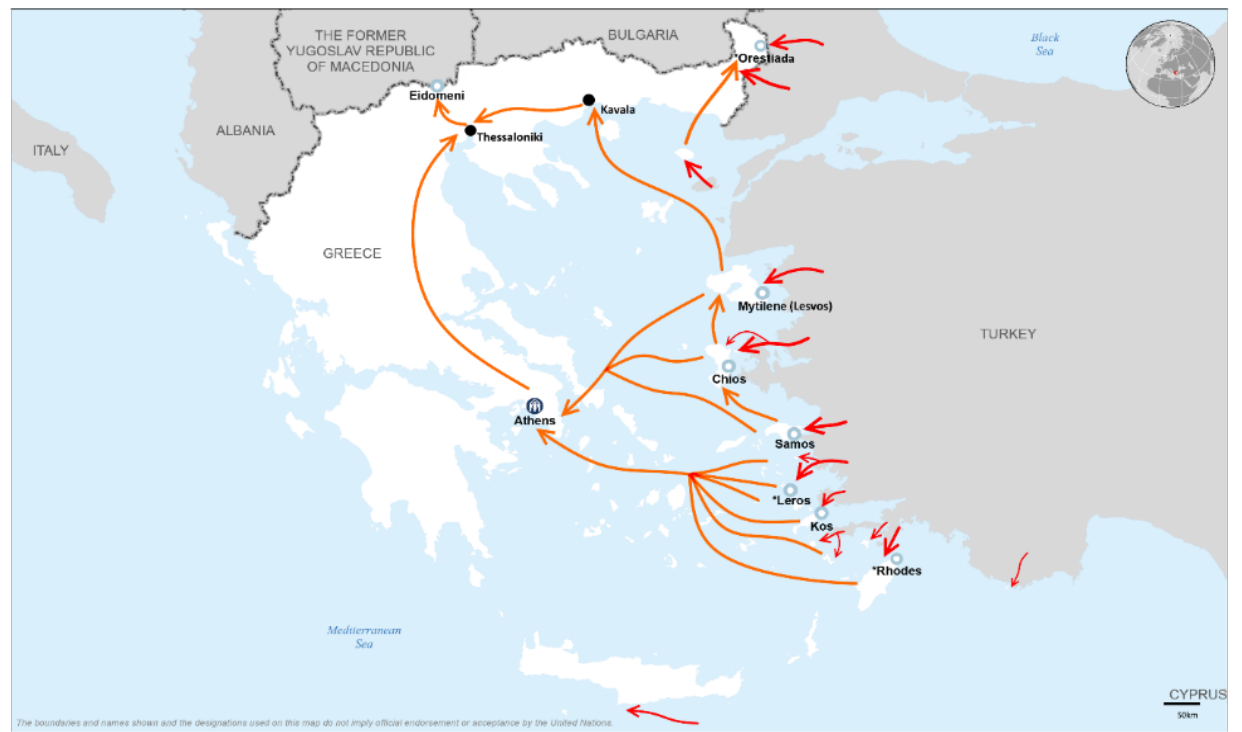 THE FORMER
YUGOSLAV REPUBLIC
OF MACEDONIA
BULGARIA
Black
Sea
*Orestiada
Eidomeni
Kavala
ALBANIA
Thessaloniki
ITALY
GREECE
Mytilene (Lesvos)
TURKEY
Chios
Athens
Samos
*Leros
Kos
*Rhodes
Mediterranean
Sea
CYPRUS
50km
The boundaries and names shown and the designations used on this map do not imply official endorsement or acceptance by the United Nations.